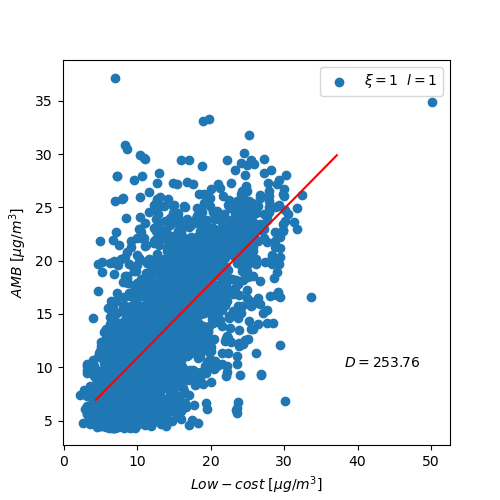 ξ = 1 l = 1
35
30
25
20
15
10
5
AMB [μg/m³]
D = 253.76
0 10 20 30 40 50
Low − cost [μg/m³]